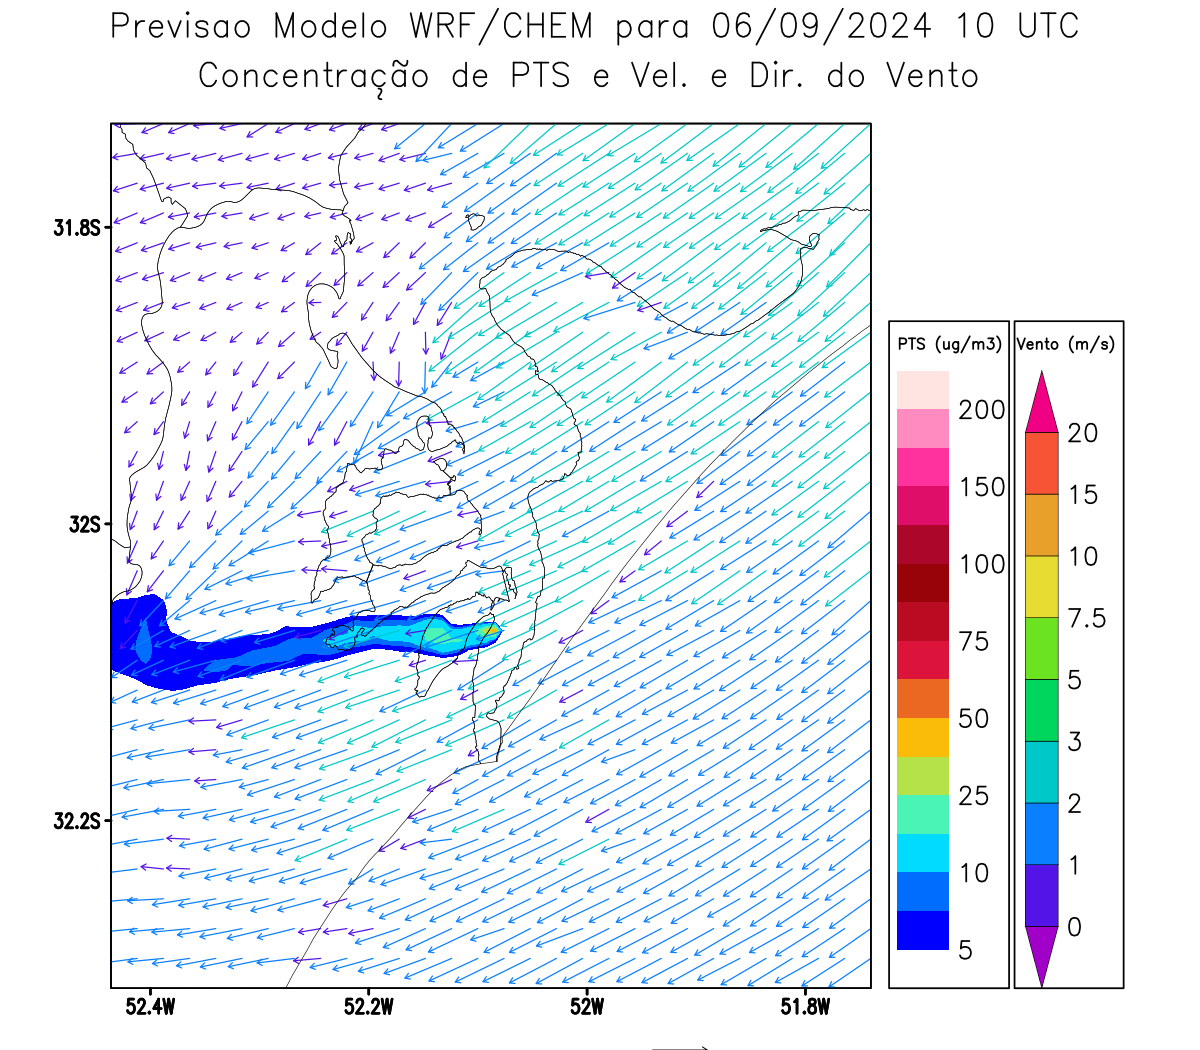 Previsao Modelo WRF/CHEM para 06/09/2024 10 UTC
Concentração de PTS e Vel. e Dir. do Vento
31.8S
32S
32.2S
52.4W
52.2W
52W
51.8W
PTS (ug/m3)
200
150
100
75
50
25
10
5
Vento (m/s)
20
15
10
7.5
5
3
2
1
0